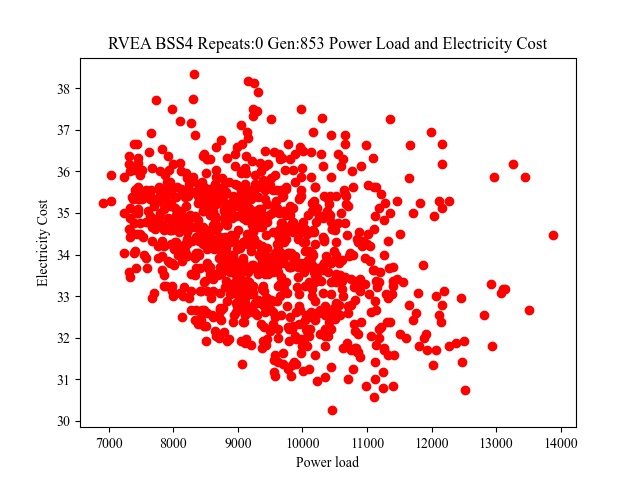 RVEA BSS4 Repeats:0 Gen:853 Power Load and Electricity Cost
38
37
36
35
34
33
32
31
30
Electricity Cost
7000 8000 9000 10000 11000 12000 13000 14000
Power load